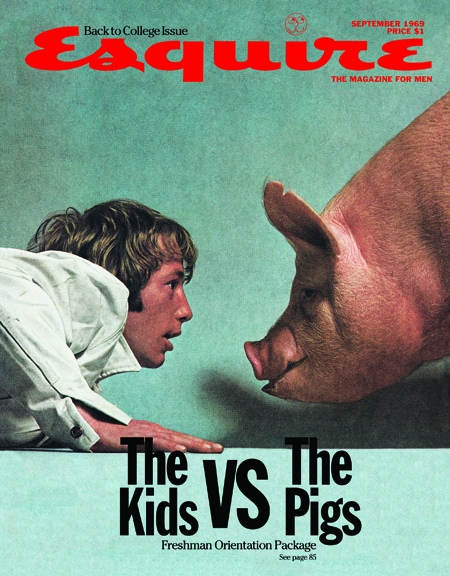 Back to College Issue
SEPTEMBER 1969
PRICE $1
Esquire
THE MAGAZINE FOR MEN
The Kids
VS
The Pigs
Freshman Orientation Package
See page 85